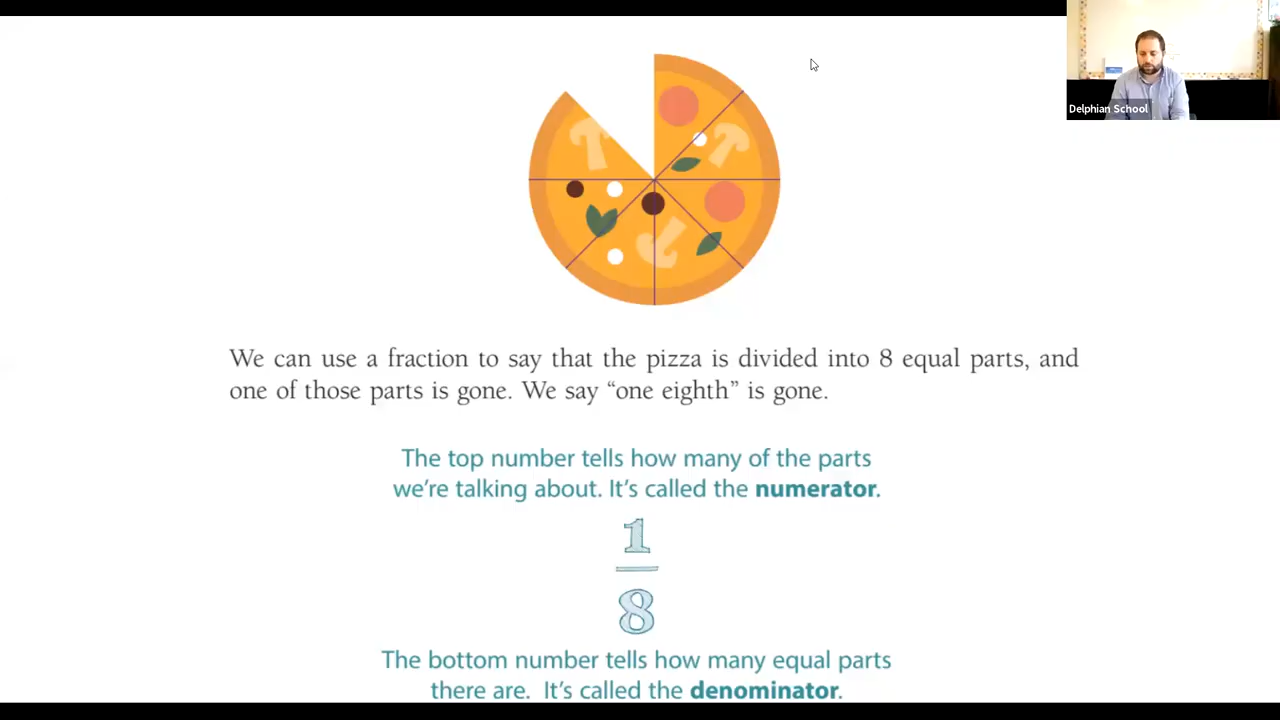 Delphian School
We can use a fraction to say that the pizza is divided into 8 equal parts, and
one of those parts is gone. We say “one eighth” is gone.
The top number tells how many of the parts
we’re talking about. It’s called the numerator.
1
8
The bottom number tells how many equal parts
there are. It’s called the denominator.